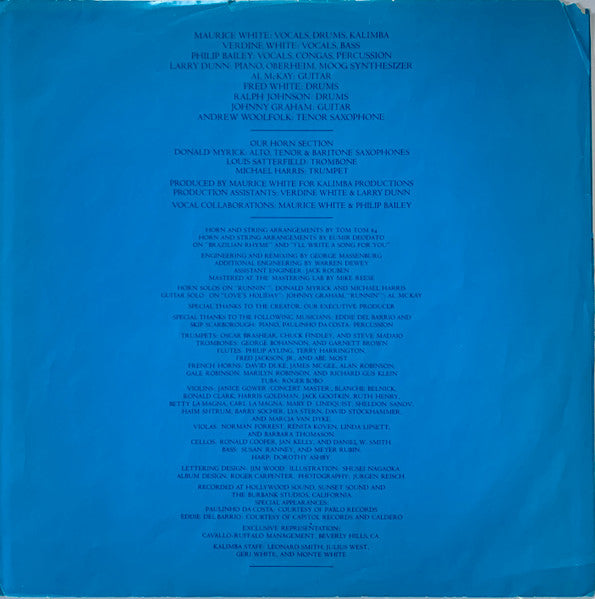 MAURICE WHITE: VOCALS, DRUMS, KALIMBA
VERDINE WHITE: VOCALS, BASS
PHILIP BAILEY: VOCALS, CONGAS, PERCUSSION
LARRY DUNN: PIANO, OBERHEIM, MOOG SYNTHESIZER
AL McKAY: GUITAR
FRED WHITE: DRUMS
RALPH JOHNSON: DRUMS
JOHNNY GRAHAM: GUITAR
ANDREW WOOLFOLK: TENOR SAXOPHONE
OUR HORN SECTION
DONALD MYRICK: ALTO, TENOR & BARITONE SAXOPHONES
LOUIS SATTERFIELD: TROMBONE
MICHAEL HARRIS: TRUMPET
PRODUCED BY MAURICE WHITE FOR KALIMBA PRODUCTIONS
PRODUCTION ASSISTANTS: VERDINE WHITE & LARRY DUNN
VOCAL COLLABORATIONS: MAURICE WHITE & PHILIP BAILEY
HORN AND STRING ARRANGEMENTS BY TOM TOM 84
HORN AND STRING ARRANGEMENTS BY EUMIR DEODATO
ON "BRAZILIAN RHYME" AND "I'LL WRITE A SONG FOR YOU"
ENGINEERING AND REMIXING BY GEORGE MASSENBURG
ADDITIONAL ENGINEERING BY WARREN DEWEY
ASSISTANT ENGINEER: JACK ROUBEN
MASTERED AT THE MASTERING LAB BY MIKE REESE
HORN SOLOS ON "RUNNIN'": DONALD MYRICK AND MICHAEL HARRIS
GUITAR SOLO: ON "LOVE'S HOLIDAY": JOHNNY GRAHAM, "RUNNIN'": AL McKAY
SPECIAL THANKS TO THE CREATOR, OUR EXECUTIVE PRODUCER
SPECIAL THANKS TO THE FOLLOWING MUSICIANS: EDDIE DEL BARRIO AND
SKIP SCARBOROUGH: PIANO, PAULINHO DA COSTA: PERCUSSION
TRUMPETS: OSCAR BRASHEAR, CHUCK FINDLEY, AND STEVE MADAIO
TROMBONES: GEORGE BOHANNON, AND GARNETT BROWN
FLUTES: PHILIP AYLING, TERRY HARRINGTON,
FRED JACKSON, JR., AND ABE MOST
FRENCH HORNS: DAVID DUKE, JAMES McGEE, ALAN ROBINSON,
GALE ROBINSON, MARILYN ROBINSON, AND RICHARD GUS KLEIN
TUBA: ROGER BOBO
VIOLINS: JANICE GOWER (CONCERT MASTER), BLANCHE BELNICK,
RONALD CLARK, HARRIS GOLDMAN, JACK GOOTKIN, RUTH HENRY,
BETTY LA MAGNA, CARL LA MAGNA, MARY D. LINDQUIST, SHELDON SANOV,
HAIM SHTRUM, BARRY SOCHER, LYA STERN, DAVID STOCKHAMMER,
AND MARCIA VAN DYKE
VIOLAS: NORMAN FORREST, RENITA KOVEN, LINDA LIPSETT,
AND BARBARA THOMASON
CELLOS: RONALD COOPER, JAN KELLY, AND DANIEL W. SMITH
BASS: SUSAN RANNEY, AND MEYER RUBIN
HARP: DOROTHY ASHBY
LETTERING DESIGN: JIM WOOD ILLUSTRATION: SHUSEI NAGAOKA
ALBUM DESIGN: ROGER CARPENTER PHOTOGRAPHY: JURGEN REISCH
RECORDED AT HOLLYWOOD SOUND, SUNSET SOUND AND
THE BURBANK STUDIOS, CALIFORNIA
SPECIAL APPEARANCES:
PAULINHO DA COSTA: COURTESY OF PABLO RECORDS
EDDIE DEL BARRIO: COURTESY OF CAPITOL RECORDS AND CALDERO
EXCLUSIVE REPRESENTATION:
CAVALLO-RUFFALO MANAGEMENT, BEVERLY HILLS, CA.
KALIMBA STAFF: LEONARD SMITH, JULIUS WEST,
GERI WHITE, AND MONTE WHITE